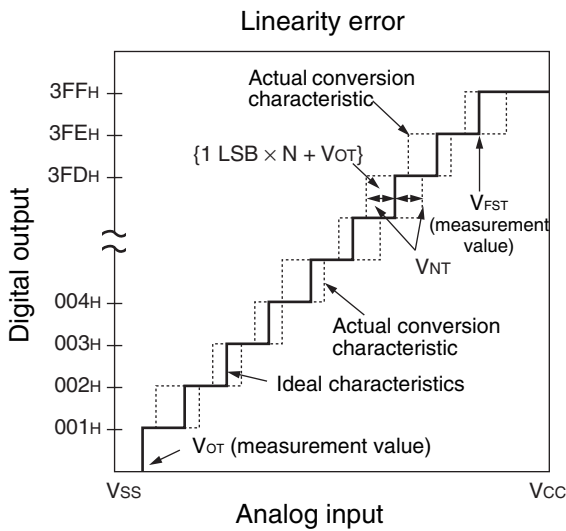 Linearity error
Actual conversion
characteristic
3FFH
3FEH
{1 LSB × N + VOT}
3FDH
VFST
(measurement
value)
VNT
Digital output
004H
Actual conversion
characteristic
003H
Ideal characteristics
002H
001H
VOT (measurement value)
VSS
VCC
Analog input